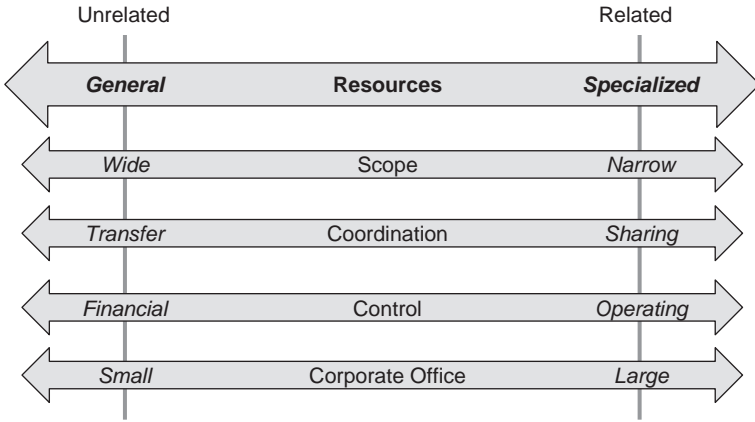 Unrelated Related
General Resources Specialized
Wide Scope Narrow
Transfer Coordination Sharing
Financial Control Operating
Small Corporate Office Large